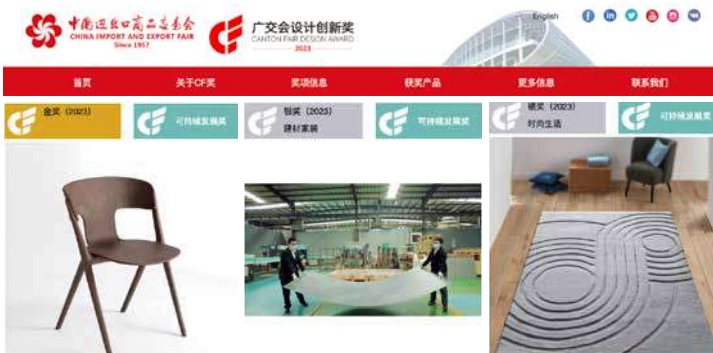 中国进出口商品交易会
CHINA IMPORT AND EXPORT FAIR
Since 1957
广交会设计创新奖
CANTON FAIR DESIGN AWARD
2023
English
首页
关于CF奖
奖项信息
获奖产品
更多信息
联系我们
金奖 (2023)
可持续发展奖
银奖 (2023)
建材家装
可持续发展奖
银奖 (2023)
时尚生活
可持续发展奖